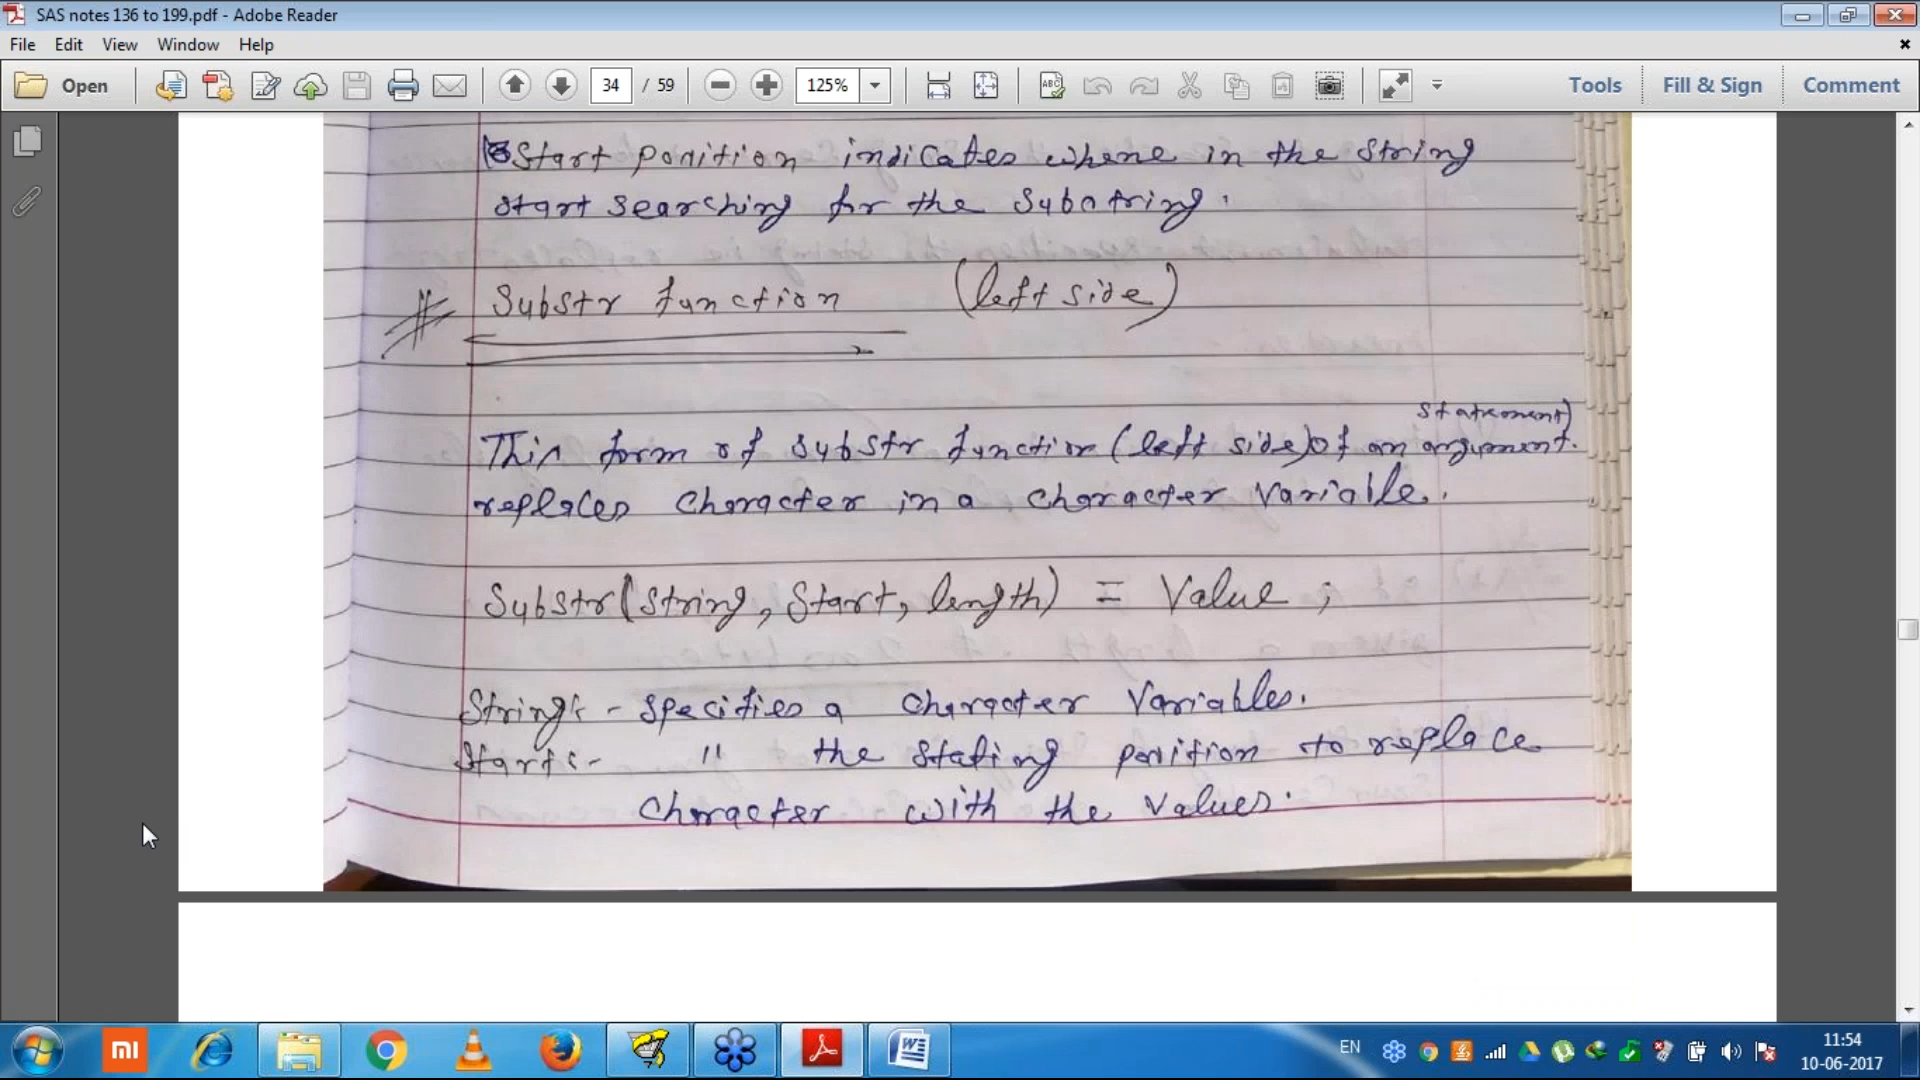 SAS notes 136 to 199.pdf - Adobe Reader
File Edit View Window Help
Open 34 / 59 125% Tools Fill & Sign Comment
Start position indicates where in the String
start searching for the Substring.
# Substr function (left side)
statement)
This form of substr function (left side) of an argument.
replaces Character in a character Variable.
Substr(String, Start, length) = Value ;
String:- specifies a character Variables.
Start:- " the Stating position to replace
Character with the values.
EN 11:54
10-06-2017